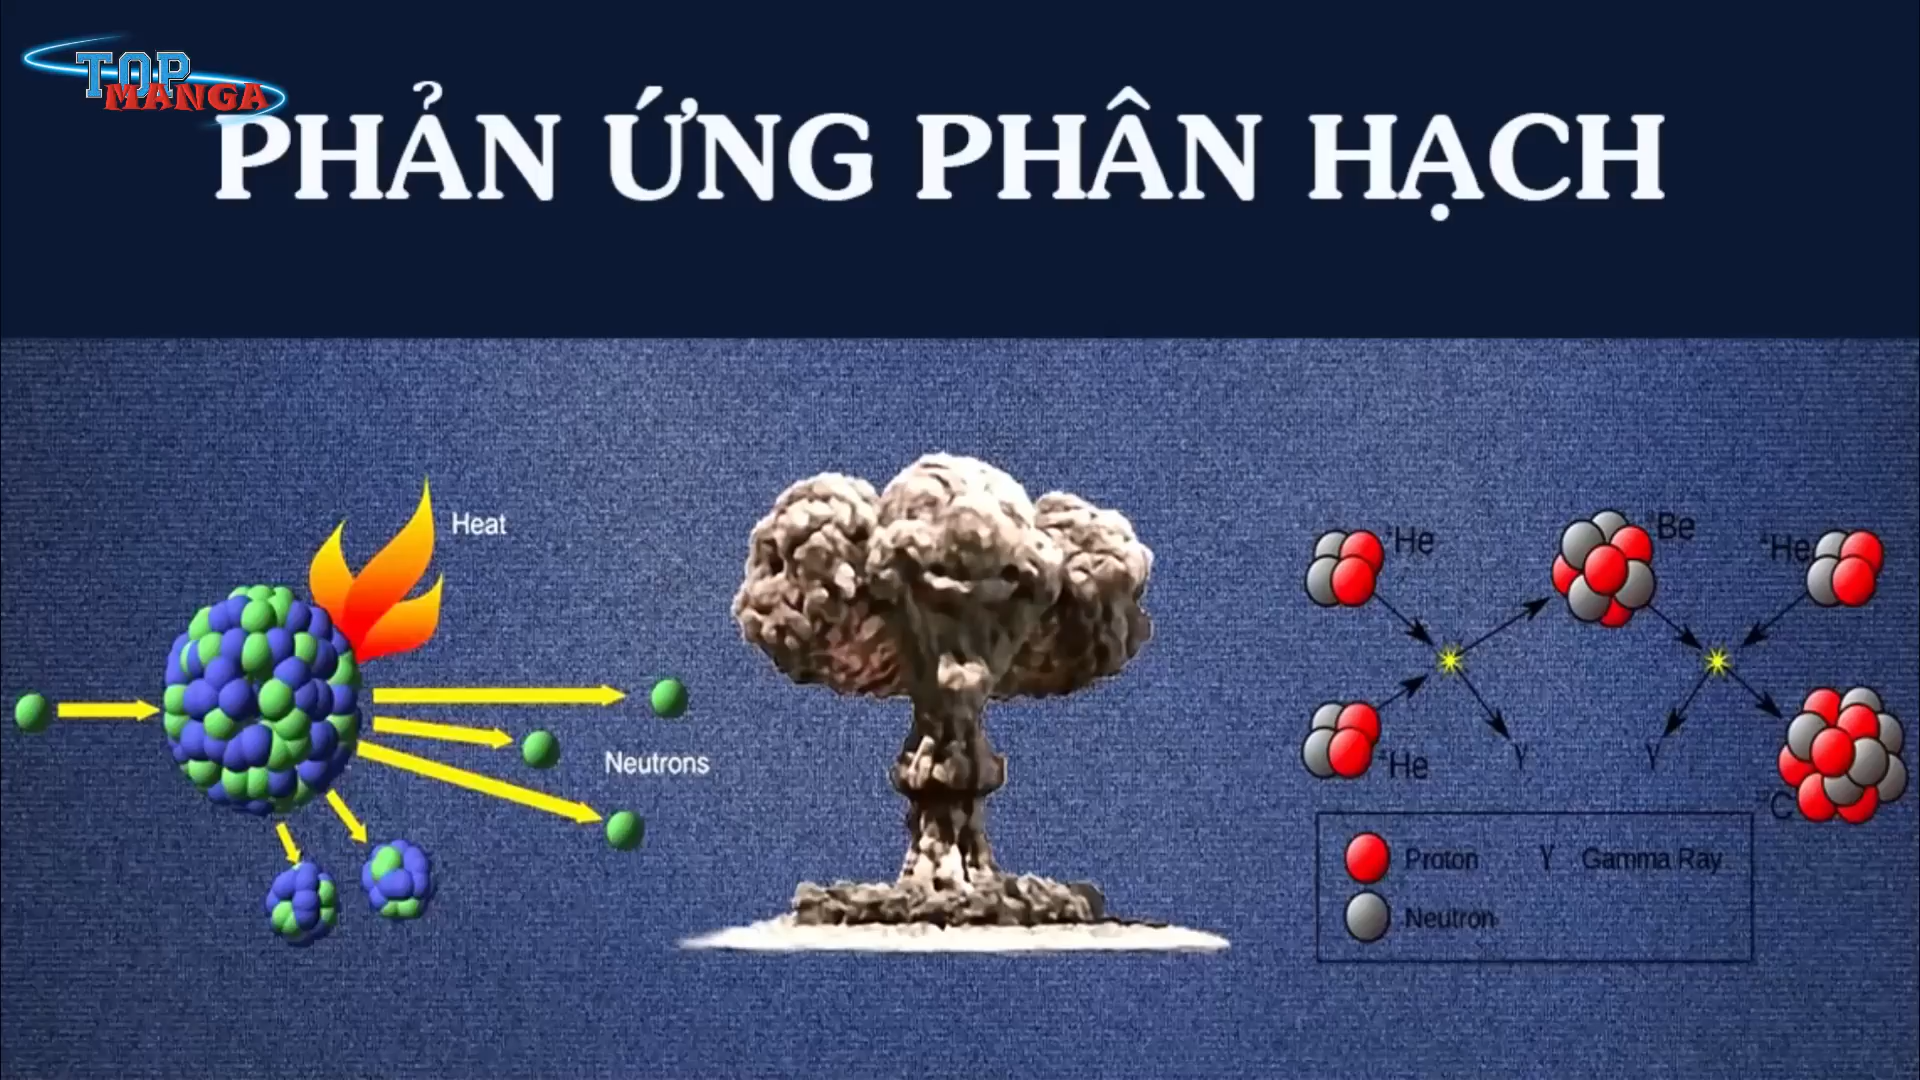 TOP
MANGA
PHẢN ỨNG PHÂN HẠCH
Heat
Neutrons
He
Be
He
He
γ
γ
C
Proton
γ Gamma Ray
Neutron